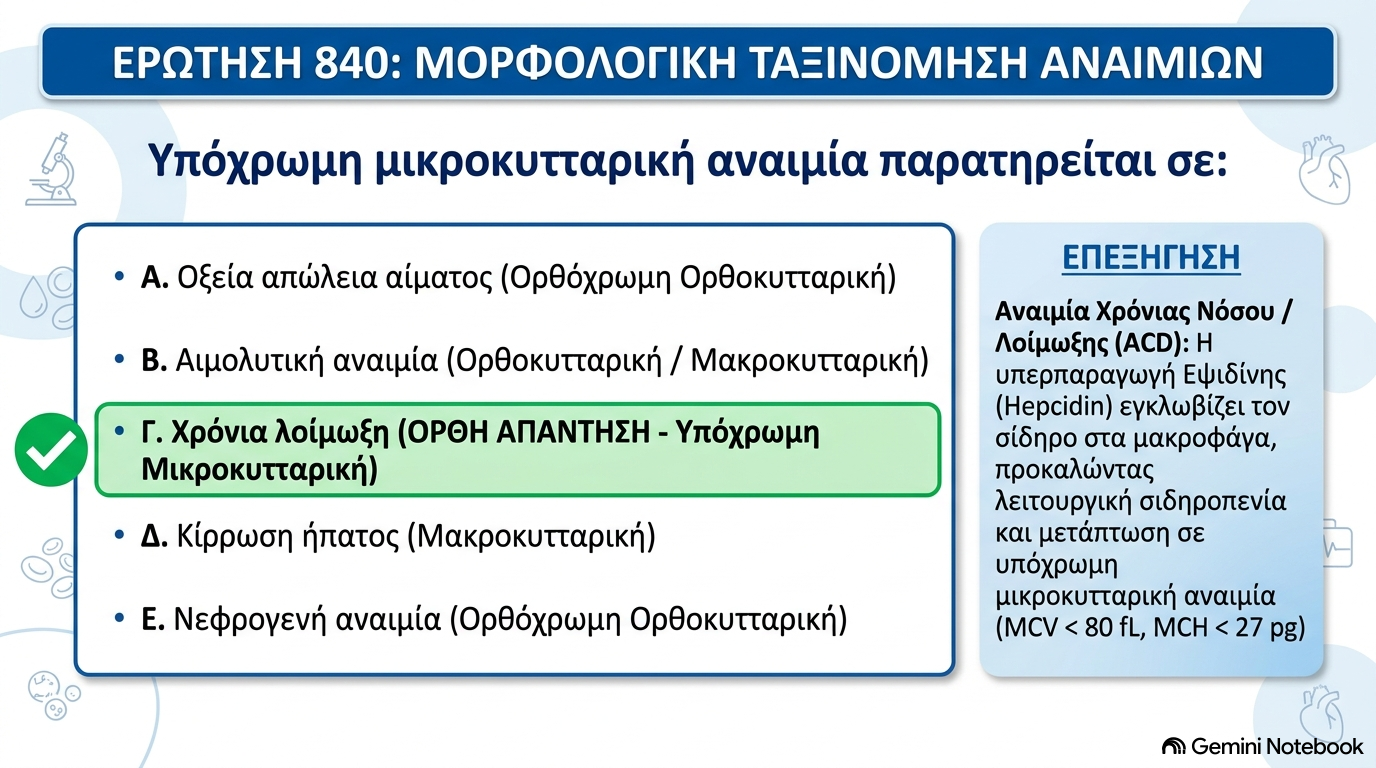 ΕΡΩΤΗΣΗ 840: ΜΟΡΦΟΛΟΓΙΚΗ ΤΑΞΙΝΟΜΗΣΗ ΑΝΑΙΜΙΩΝ
Υπόχρωμη μικροκυτταρική αναιμία παρατηρείται σε:
• Α. Οξεία απώλεια αίματος (Ορθόχρωμη Ορθοκυτταρική)
• Β. Αιμολυτική αναιμία (Ορθοκυτταρική / Μακροκυτταρική)
• Γ. Χρόνια λοίμωξη (ΟΡΘΗ ΑΠΑΝΤΗΣΗ - Υπόχρωμη
Μικροκυτταρική)
• Δ. Κίρρωση ήπατος (Μακροκυτταρική)
• Ε. Νεφρογενή αναιμία (Ορθόχρωμη Ορθοκυτταρική)
ΕΠΕΞΗΓΗΣΗ
Αναιμία Χρόνιας Νόσου /
Λοίμωξης (ACD): Η
υπερπαραγωγή Εψιδίνης
(Hepcidin) εγκλωβίζει τον
σίδηρο στα μακροφάγα,
προκαλώντας
λειτουργική σιδηροπενία
και μετάπτωση σε
υπόχρωμη
μικροκυτταρική αναιμία
(MCV < 80 fL, MCH < 27 pg)
Gemini Notebook